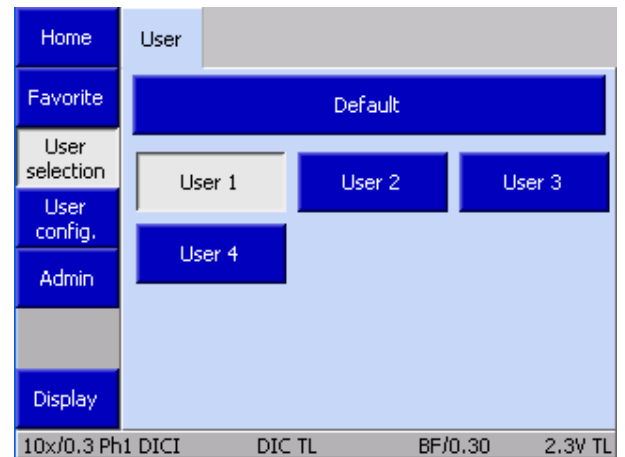 Home
User
Favorite
Default
User
selection
User 1
User 2
User 3
User
config.
User 4
Admin
Display
10x/0.3 Ph1 DICI
DIC TL
BF/0.30
2.3V TL